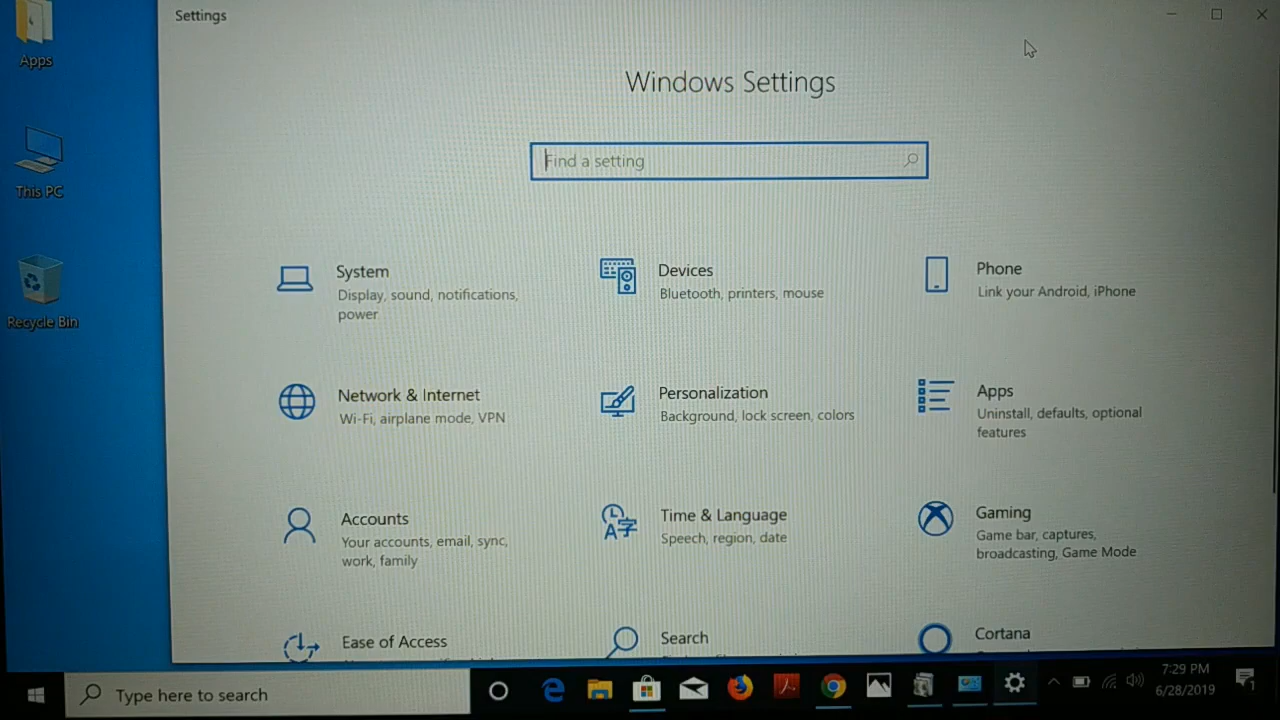 Settings
Apps
This PC
Recycle Bin
Windows Settings
Find a setting
System
Display, sound, notifications,
power
Devices
Bluetooth, printers, mouse
Phone
Link your Android, iPhone
Network & Internet
Wi-Fi, airplane mode, VPN
Personalization
Background, lock screen, colors
Apps
Uninstall, defaults, optional
features
Accounts
Your accounts, email, sync,
work, family
Time & Language
Speech, region, date
Gaming
Game bar, captures,
broadcasting, Game Mode
Ease of Access
Search
Cortana
Type here to search
7:29 PM
6/28/2019
1